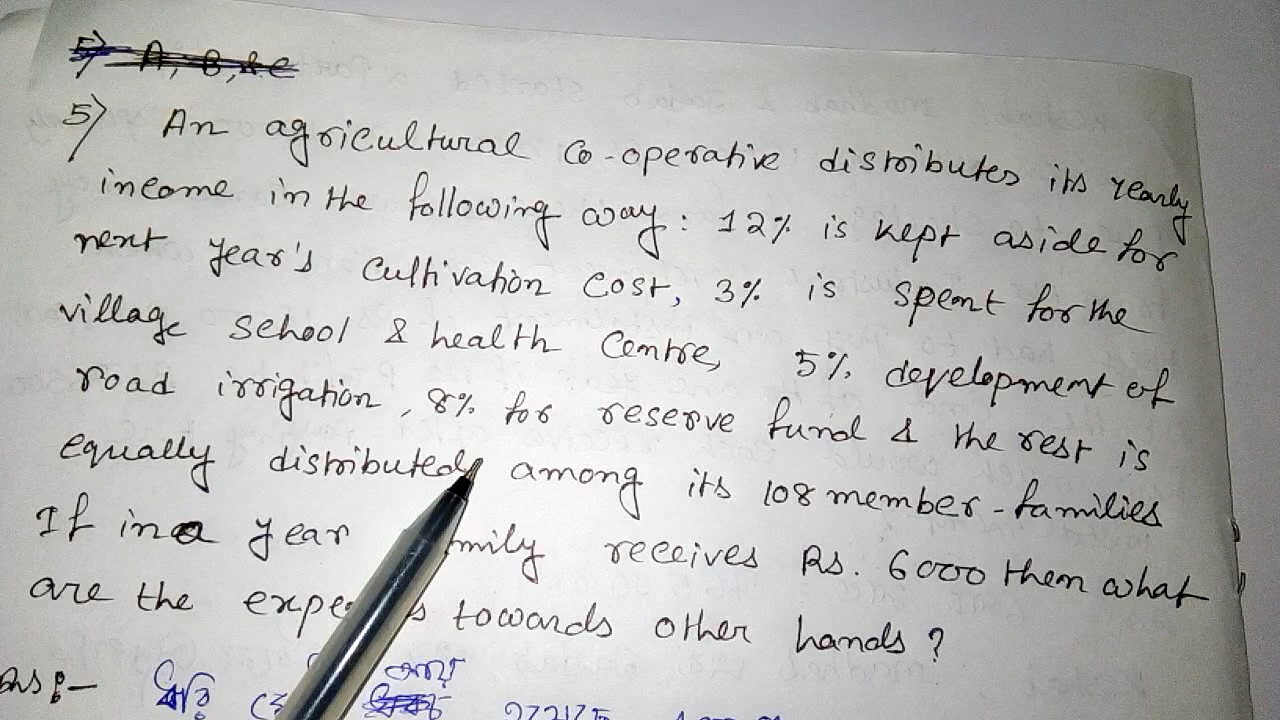 5) A, B, & C
5) An agricultural co-operative distributes its yearly
income in the following way: 12% is kept aside for
next year's cultivation cost, 3% is spent for the
village school & health centre, 5% development of
road irrigation, 8% for reserve fund & the rest is
equally distributed among its 108 member-families
If in a year mily receives Rs. 6000 them what
are the expe s towards other hands?
Ans:-